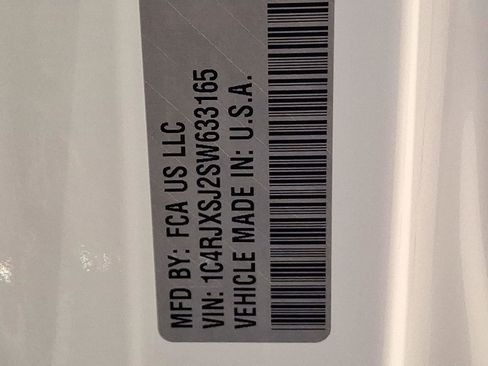 MFD BY: FCA US LLC
VIN: 1C4RJXSJ2SW633165
VEHICLE MADE IN: U.S.A.